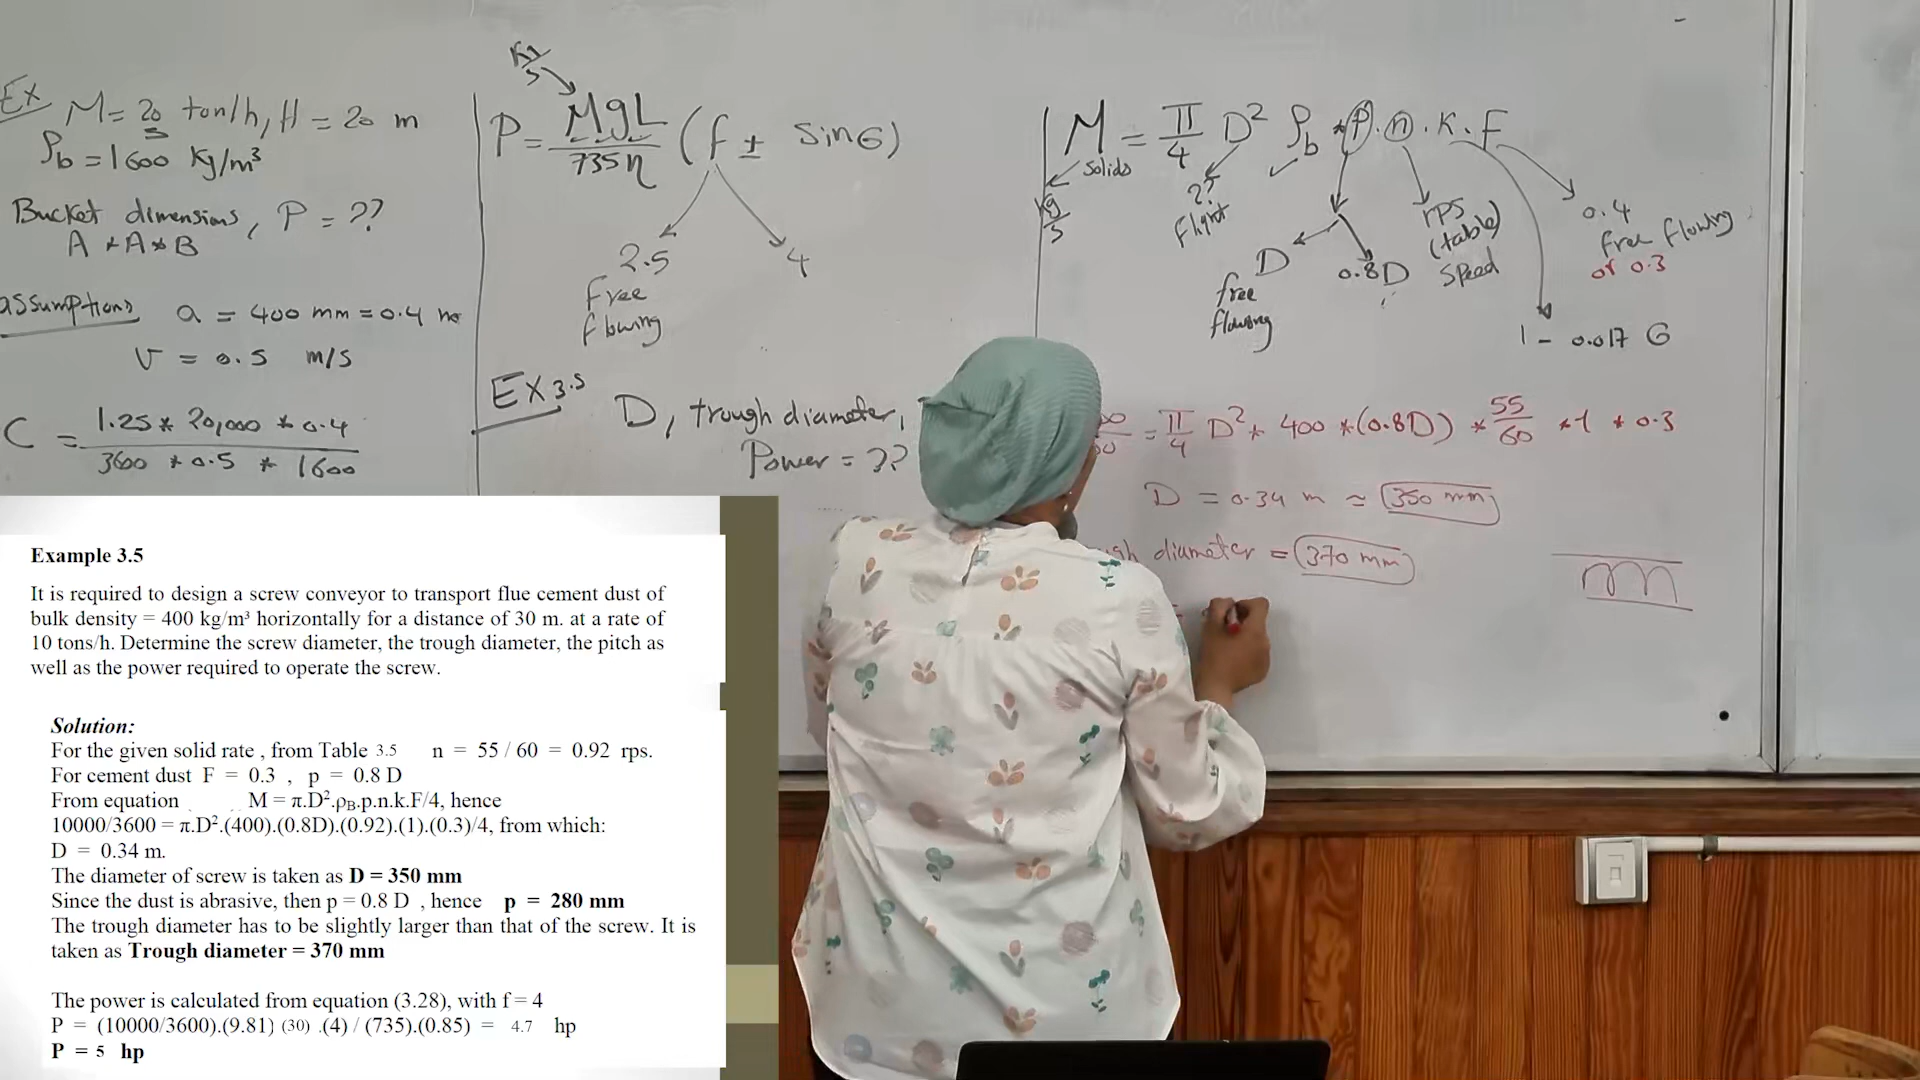 EX M = 20 ton/h, H = 20 m
S
ρb = 1600 Kg/m³
Bucket dimensions, P = ??
A * A * B
assumptions a = 400 mm = 0.4 m
V = 0.5 m/s
C = 1.25 * 20,000 * 0.4
3600 * 0.5 * 1600
Kg
s
P = MgL / 735η (f ± Sin θ)
2.5
free
flowing
4
EX 3.5
D, trough diameter,
Power = ??
M = π/4 D² ρb * P . n . K . F
solids
kg
s
??
flight
D
free
flowing
0.8D
rps
(table)
speed
0.4
free flowing
or 0.3
1 - 0.017 θ
= π/4 D² * 400 * (0.8D) * 55/60 * 1 * 0.3
D = 0.34 m ≈ 350 mm
diameter = 370 mm
Example 3.5
It is required to design a screw conveyor to transport flue cement dust of
bulk density = 400 kg/m³ horizontally for a distance of 30 m. at a rate of
10 tons/h. Determine the screw diameter, the trough diameter, the pitch as
well as the power required to operate the screw.
Solution:
For the given solid rate , from Table 3.5 n = 55 / 60 = 0.92 rps.
For cement dust F = 0.3 , p = 0.8 D
From equation M = π.D².ρB.p.n.k.F/4, hence
10000/3600 = π.D².(400).(0.8D).(0.92).(1).(0.3)/4, from which:
D = 0.34 m.
The diameter of screw is taken as D = 350 mm
Since the dust is abrasive, then p = 0.8 D , hence p = 280 mm
The trough diameter has to be slightly larger than that of the screw. It is
taken as Trough diameter = 370 mm
The power is calculated from equation (3.28), with f = 4
P = (10000/3600).(9.81) (30) .(4) / (735).(0.85) = 4.7 hp
P = 5 hp